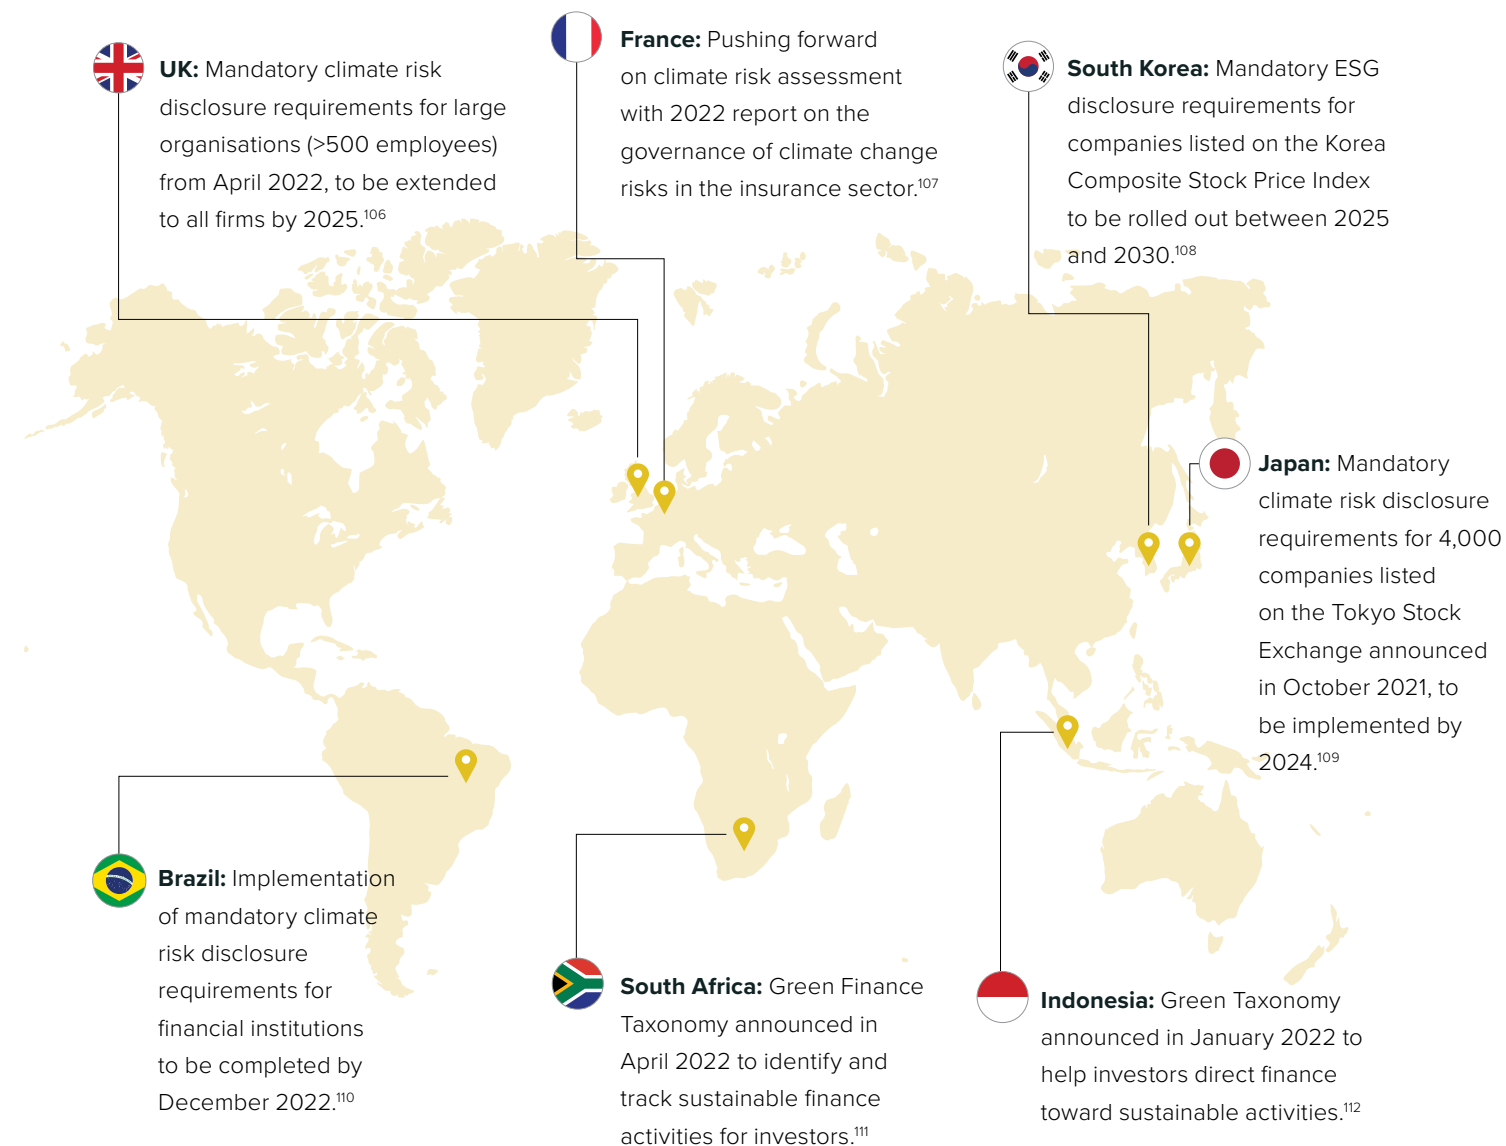 UK: Mandatory climate risk
disclosure requirements for large
organisations (>500 employees)
from April 2022, to be extended
to all firms by 2025.106
France: Pushing forward
on climate risk assessment
with 2022 report on the
governance of climate change
risks in the insurance sector.107
South Korea: Mandatory ESG
disclosure requirements for
companies listed on the Korea
Composite Stock Price Index
to be rolled out between 2025
and 2030.108
Japan: Mandatory
climate risk disclosure
requirements for 4,000
companies listed
on the Tokyo Stock
Exchange announced
in October 2021, to
be implemented by
2024.109
Brazil: Implementation
of mandatory climate
risk disclosure
requirements for
financial institutions
to be completed by
December 2022.110
South Africa: Green Finance
Taxonomy announced in
April 2022 to identify and
track sustainable finance
activities for investors.111
Indonesia: Green Taxonomy
announced in January 2022 to
help investors direct finance
toward sustainable activities.112